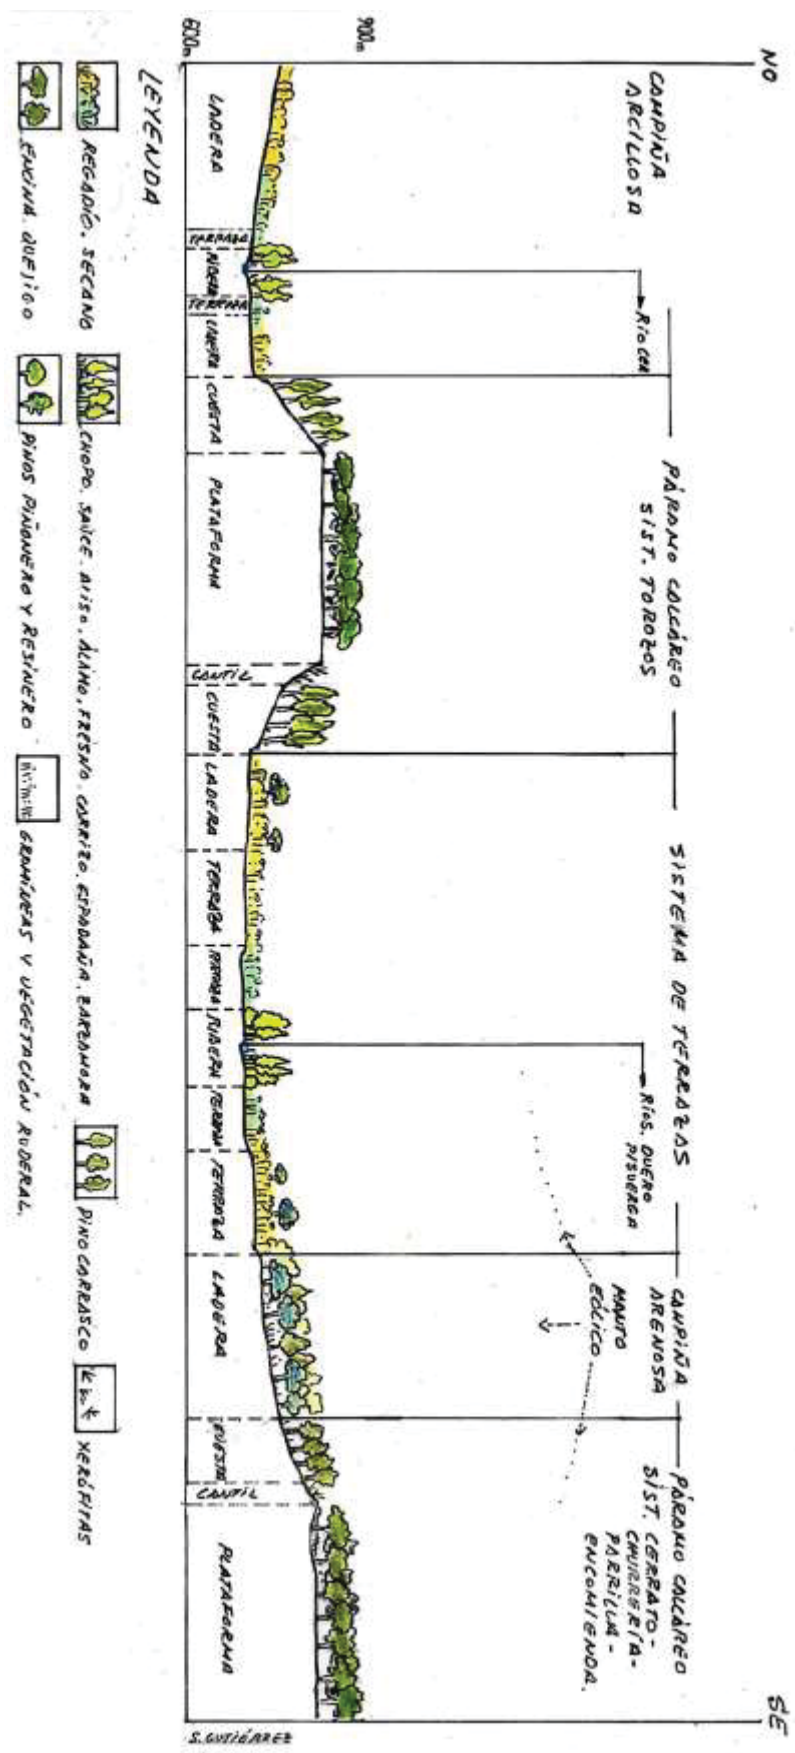 NO
SE
900m
600m
CAMPIÑA
ARCILLOSA
PÁRAMO CALCÁREO
SIST. TOROZOS
SISTEMA DE TERRAZAS
CAMPIÑA
ARENOSA
PÁRAMO CALCÁREO
SIST. CERRATO-
CHURRERÍA-
PARRILLA-
ENCOMIENDA.
RÍO CEA
RÍOS. DUERO
PISUERGA
MANTO
EÓLICO
LADERA
TERRAZA
RIBERA
TERRAZA
CUESTA
PLATAFORMA
CANTIL
CUESTA
LADERA
TERRAZA
TERRAZA
RIBERA
TERRAZA
TERRAZA
LADERA
CUESTA
CANTIL
PLATAFORMA
S. GUTIÉRREZ
LEYENDA
REGADÍO. SECANO
CHOPO. SAÚCE. ALISO. ÁLAMO. FRESNO. CARRIZO. ESPADAÑA. ZARZAMORA
PINO CARRASCO
XERÓFITAS
ENCINA. QUEJIGO
PINOS PIÑONERO Y RESINERO
GRAMÍNEAS Y VEGETACIÓN RUDERAL.